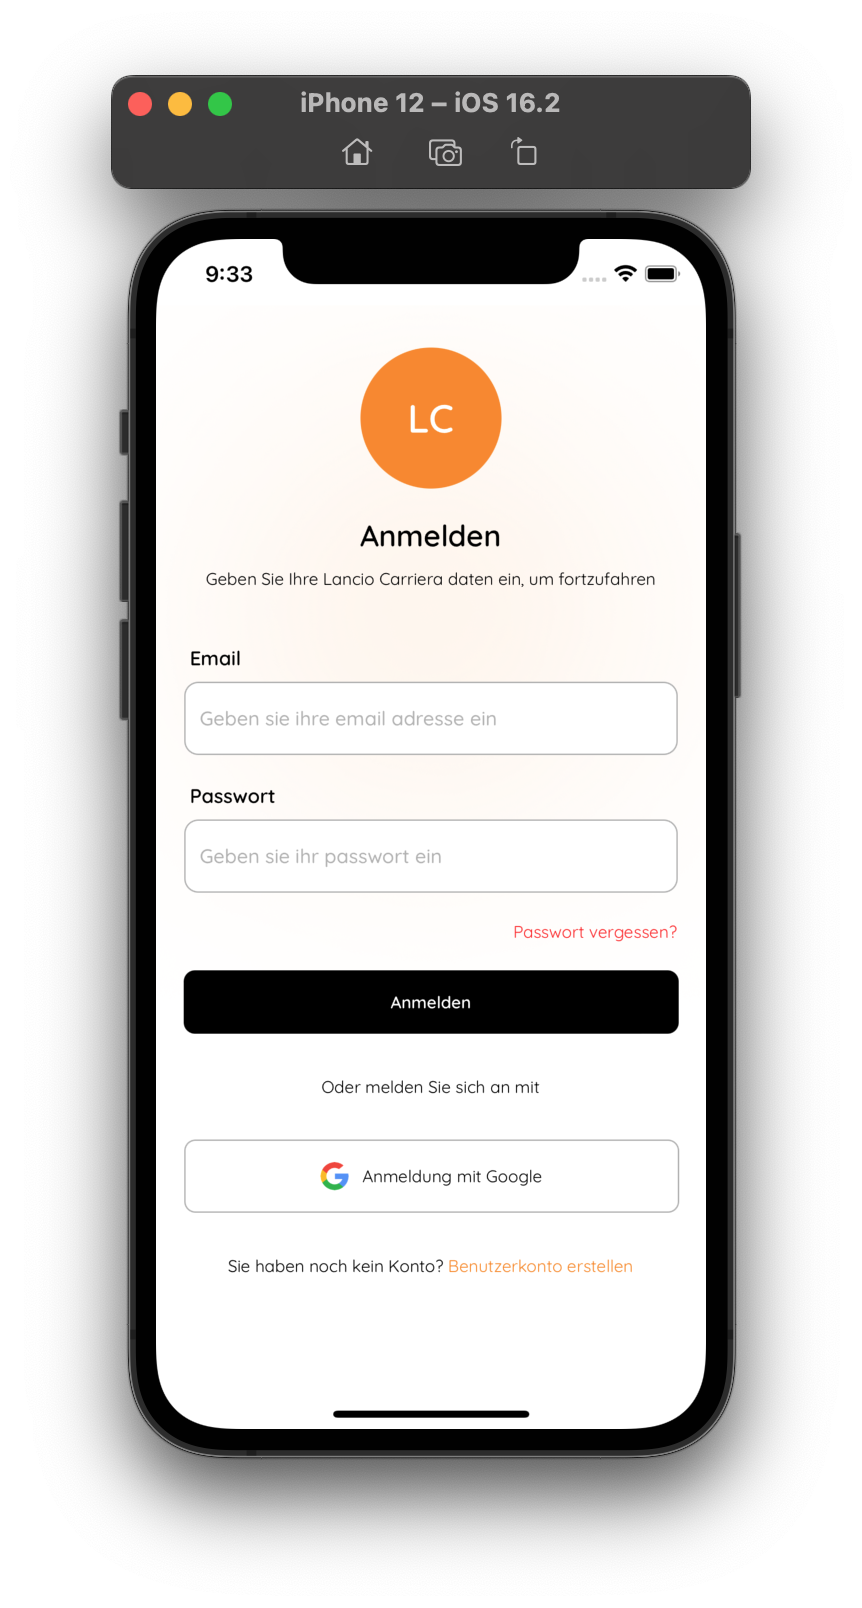 iPhone 12 – iOS 16.2
9:33
LC
Anmelden
Geben Sie Ihre Lancio Carriera daten ein, um fortzufahren
Email
Geben sie ihre email adresse ein
Passwort
Geben sie ihr passwort ein
Passwort vergessen?
Anmelden
Oder melden Sie sich an mit
Anmeldung mit Google
Sie haben noch kein Konto? Benutzerkonto erstellen